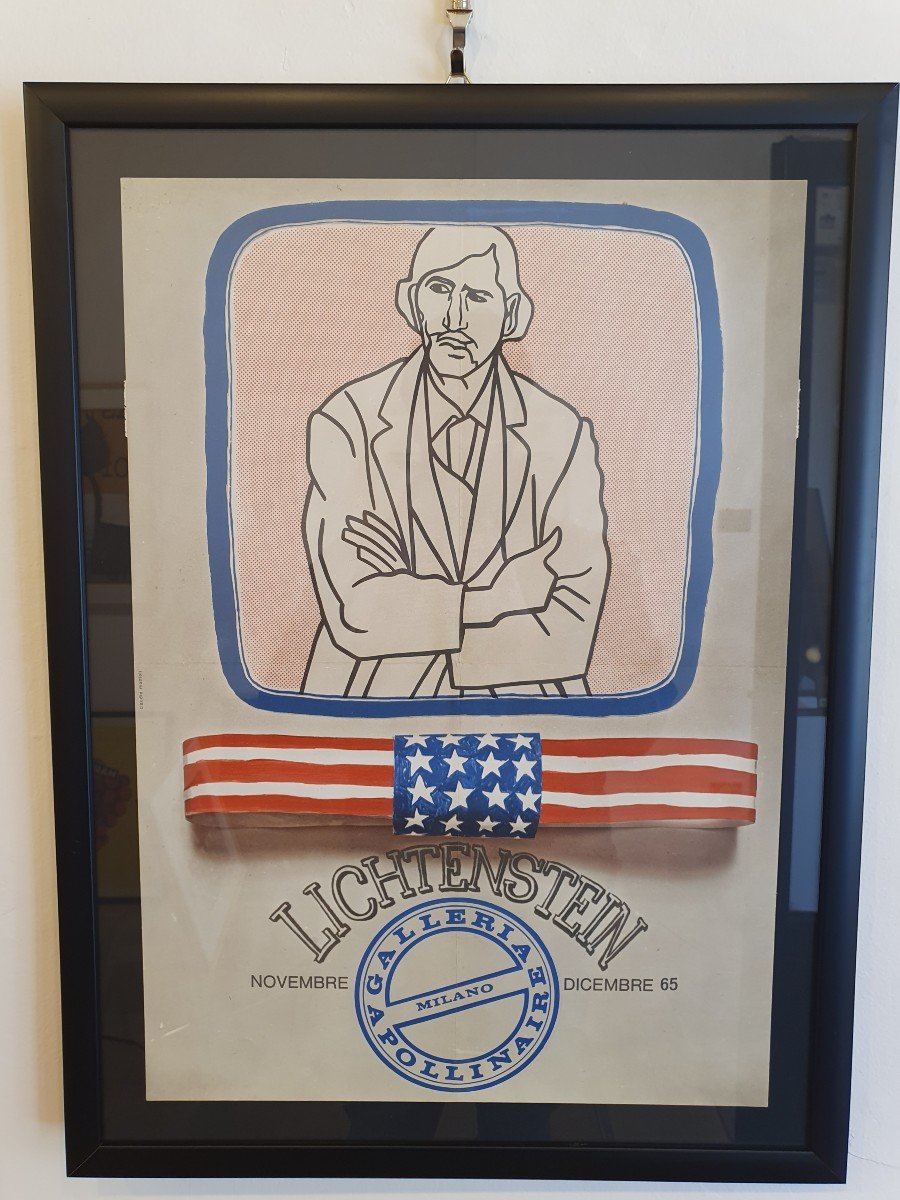 LICHTENSTEIN
GALLERIA
NOVEMBRE
DICEMBRE 65
MILANO
APOLLINAIRE